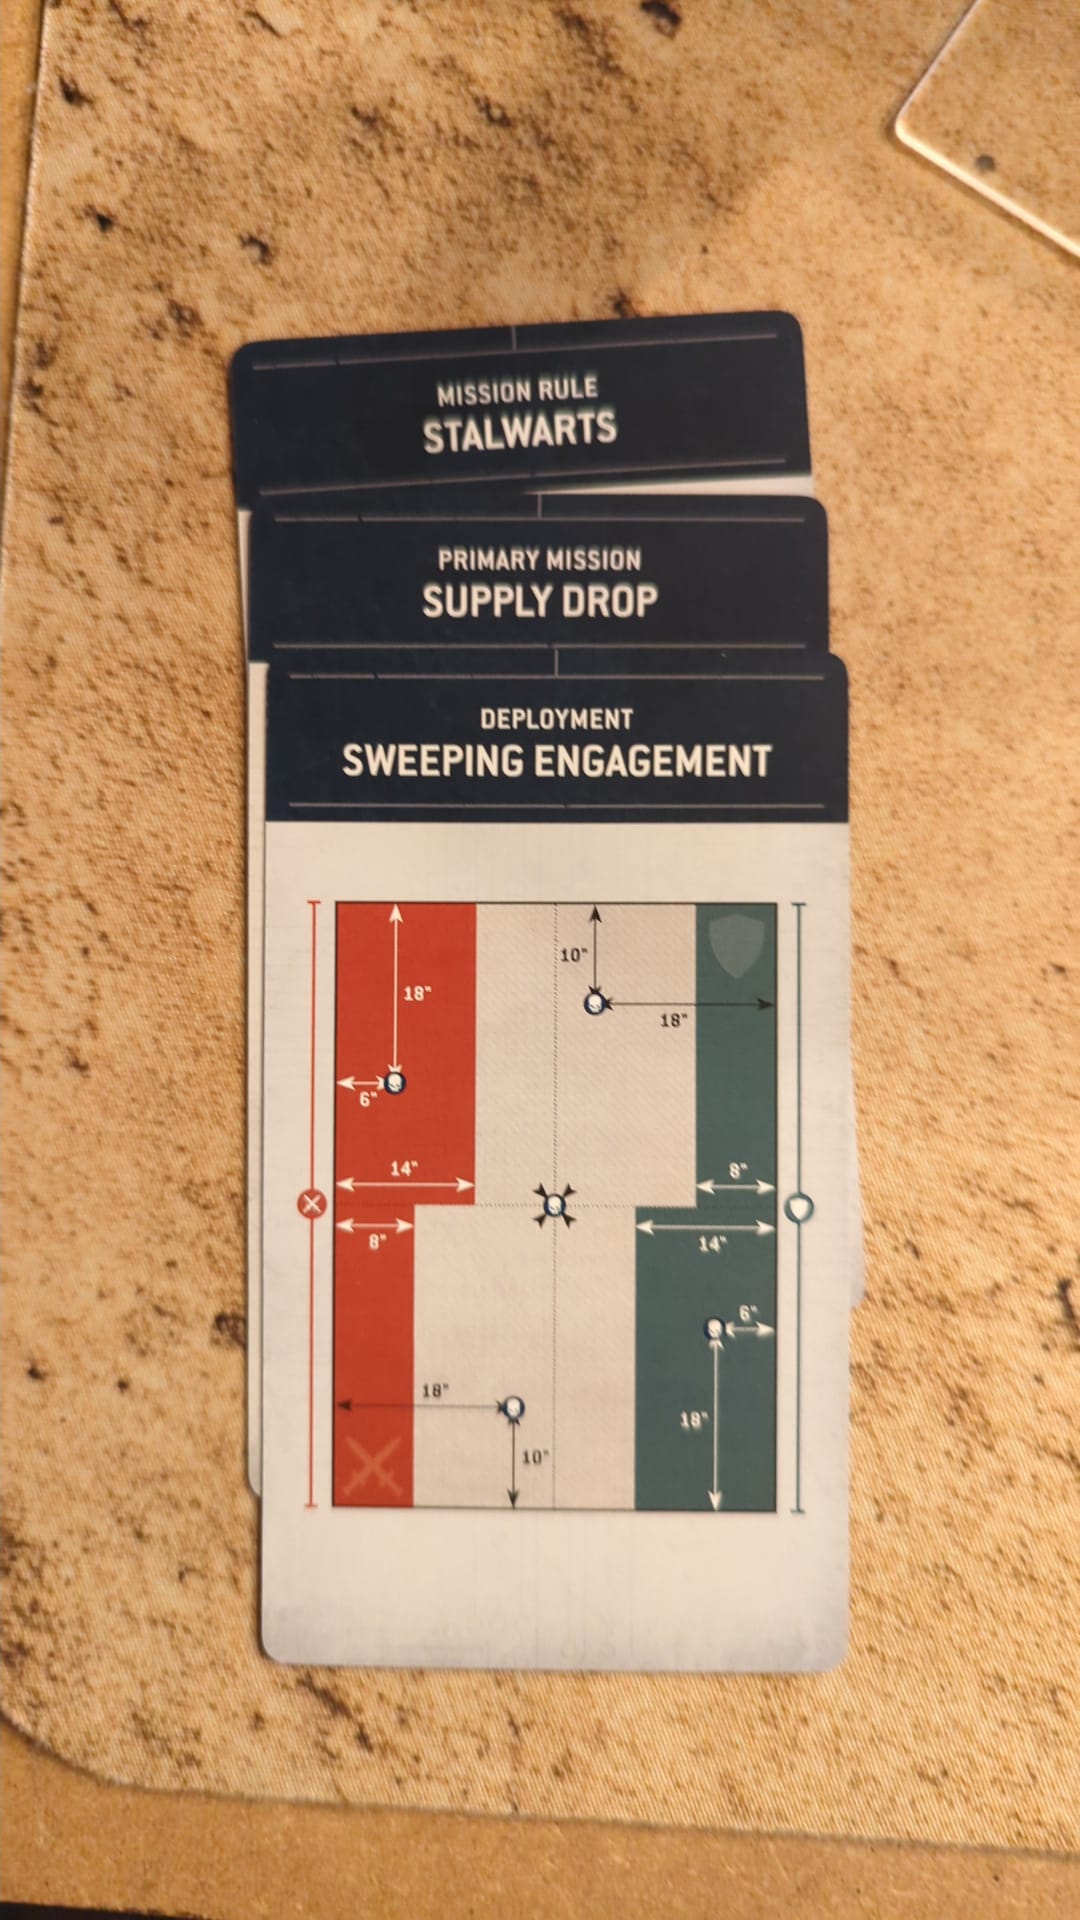 MISSION RULE
STALWARTS
PRIMARY MISSION
SUPPLY DROP
DEPLOYMENT
SWEEPING ENGAGEMENT
10"
18"
18"
6"
14"
8"
8"
14"
6"
18"
18"
10"